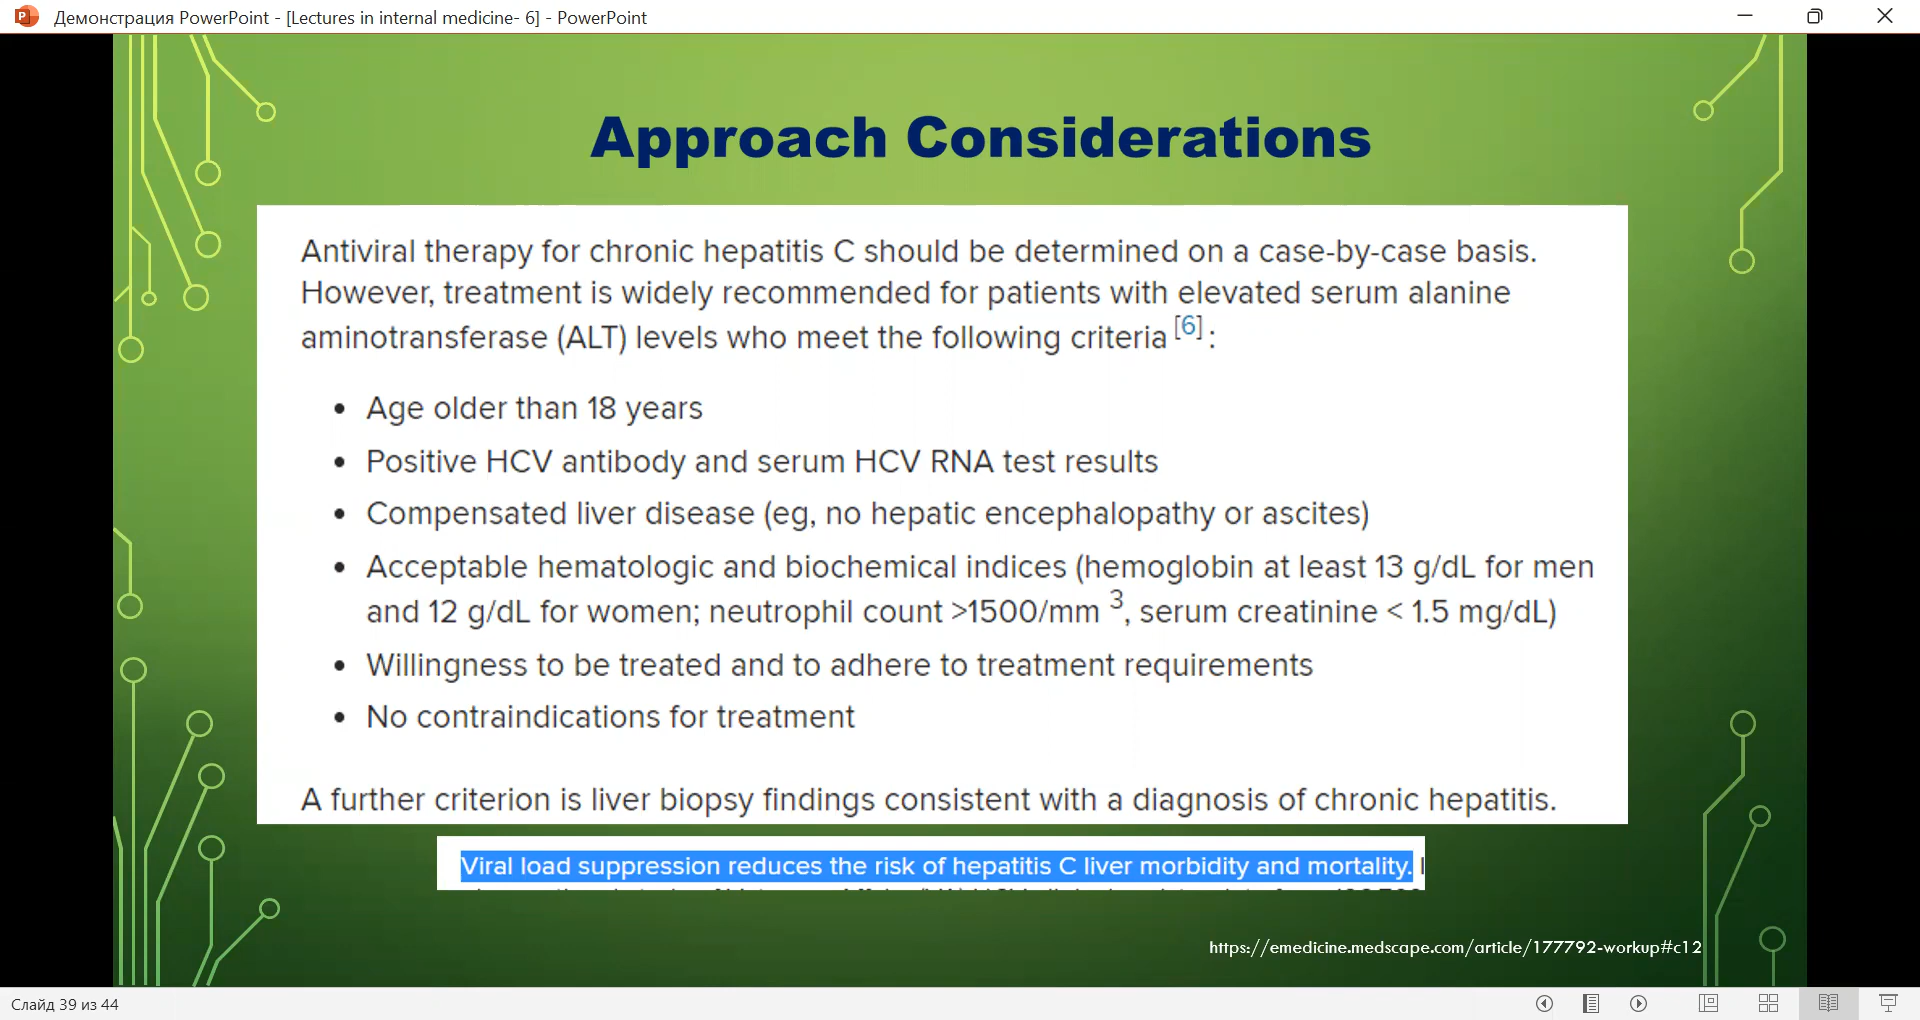 Демонстрация PowerPoint - [Lectures in internal medicine- 6] - PowerPoint
Approach Considerations
Antiviral therapy for chronic hepatitis C should be determined on a case-by-case basis.
However, treatment is widely recommended for patients with elevated serum alanine
aminotransferase (ALT) levels who meet the following criteria [6] :
• Age older than 18 years
• Positive HCV antibody and serum HCV RNA test results
• Compensated liver disease (eg, no hepatic encephalopathy or ascites)
• Acceptable hematologic and biochemical indices (hemoglobin at least 13 g/dL for men
and 12 g/dL for women; neutrophil count >1500/mm 3, serum creatinine < 1.5 mg/dL)
• Willingness to be treated and to adhere to treatment requirements
• No contraindications for treatment
A further criterion is liver biopsy findings consistent with a diagnosis of chronic hepatitis.
Viral load suppression reduces the risk of hepatitis C liver morbidity and mortality.
https://emedicine.medscape.com/article/177792-workup#c12
Слайд 39 из 44